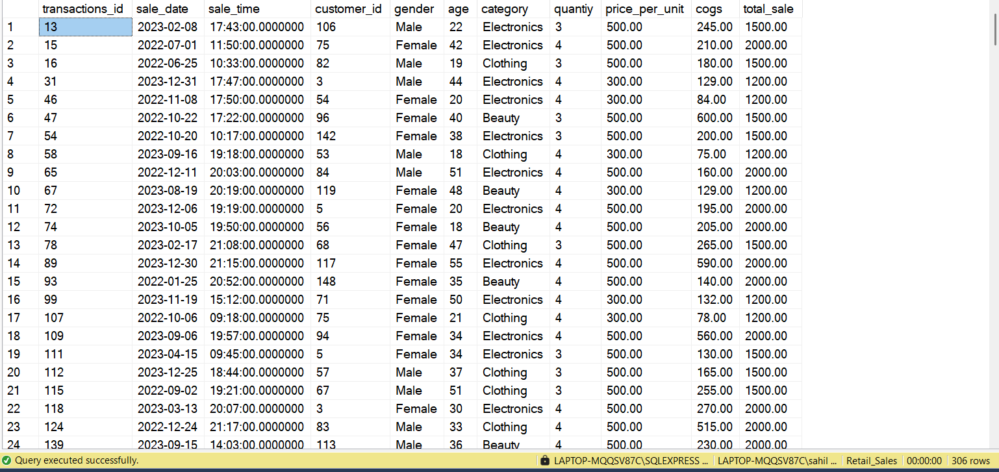 transactions_id sale_date sale_time customer_id gender age category quantiy price_per_unit cogs total_sale
1 13 2023-02-08 17:43:00.0000000 106 Male 22 Electronics 3 500.00 245.00 1500.00
2 15 2022-07-01 11:50:00.0000000 75 Female 42 Electronics 4 500.00 210.00 2000.00
3 16 2022-06-25 10:33:00.0000000 82 Male 19 Clothing 3 500.00 180.00 1500.00
4 31 2023-12-31 17:47:00.0000000 3 Male 44 Electronics 4 300.00 129.00 1200.00
5 46 2022-11-08 17:50:00.0000000 54 Female 20 Electronics 4 300.00 84.00 1200.00
6 47 2022-10-22 17:22:00.0000000 96 Female 40 Beauty 3 500.00 600.00 1500.00
7 54 2022-10-20 10:17:00.0000000 142 Female 38 Electronics 3 500.00 200.00 1500.00
8 58 2023-09-16 19:18:00.0000000 53 Male 18 Clothing 4 300.00 75.00 1200.00
9 65 2022-12-11 20:03:00.0000000 84 Male 51 Electronics 4 500.00 160.00 2000.00
10 67 2023-08-19 20:19:00.0000000 119 Female 48 Beauty 4 300.00 129.00 1200.00
11 72 2023-12-06 19:19:00.0000000 5 Female 20 Electronics 4 500.00 195.00 2000.00
12 74 2023-10-05 19:50:00.0000000 56 Female 18 Beauty 4 500.00 205.00 2000.00
13 78 2023-02-17 21:08:00.0000000 68 Female 47 Clothing 3 500.00 265.00 1500.00
14 89 2023-12-30 21:15:00.0000000 117 Female 55 Electronics 4 500.00 590.00 2000.00
15 93 2022-01-25 20:52:00.0000000 148 Female 35 Beauty 4 500.00 140.00 2000.00
16 99 2023-11-19 15:12:00.0000000 71 Female 50 Electronics 4 300.00 132.00 1200.00
17 107 2022-10-06 09:18:00.0000000 75 Female 21 Clothing 4 300.00 78.00 1200.00
18 109 2023-09-06 19:57:00.0000000 94 Female 34 Electronics 4 500.00 560.00 2000.00
19 111 2023-04-15 09:45:00.0000000 5 Female 34 Electronics 3 500.00 130.00 1500.00
20 112 2023-12-25 18:44:00.0000000 57 Male 37 Clothing 3 500.00 165.00 1500.00
21 115 2022-09-02 19:21:00.0000000 67 Male 51 Clothing 3 500.00 255.00 1500.00
22 118 2023-03-13 20:07:00.0000000 3 Female 30 Electronics 4 500.00 270.00 2000.00
23 124 2022-12-24 21:17:00.0000000 83 Male 33 Clothing 4 500.00 515.00 2000.00
24 139 2023-09-15 14:03:00.0000000 113 Male 36 Beauty 4 500.00 230.00 2000.00
Query executed successfully. LAPTOP-MQQSV87C\SQLEXPRESS ... LAPTOP-MQQSV87C\sahil ... Retail_Sales 00:00:00 306 rows